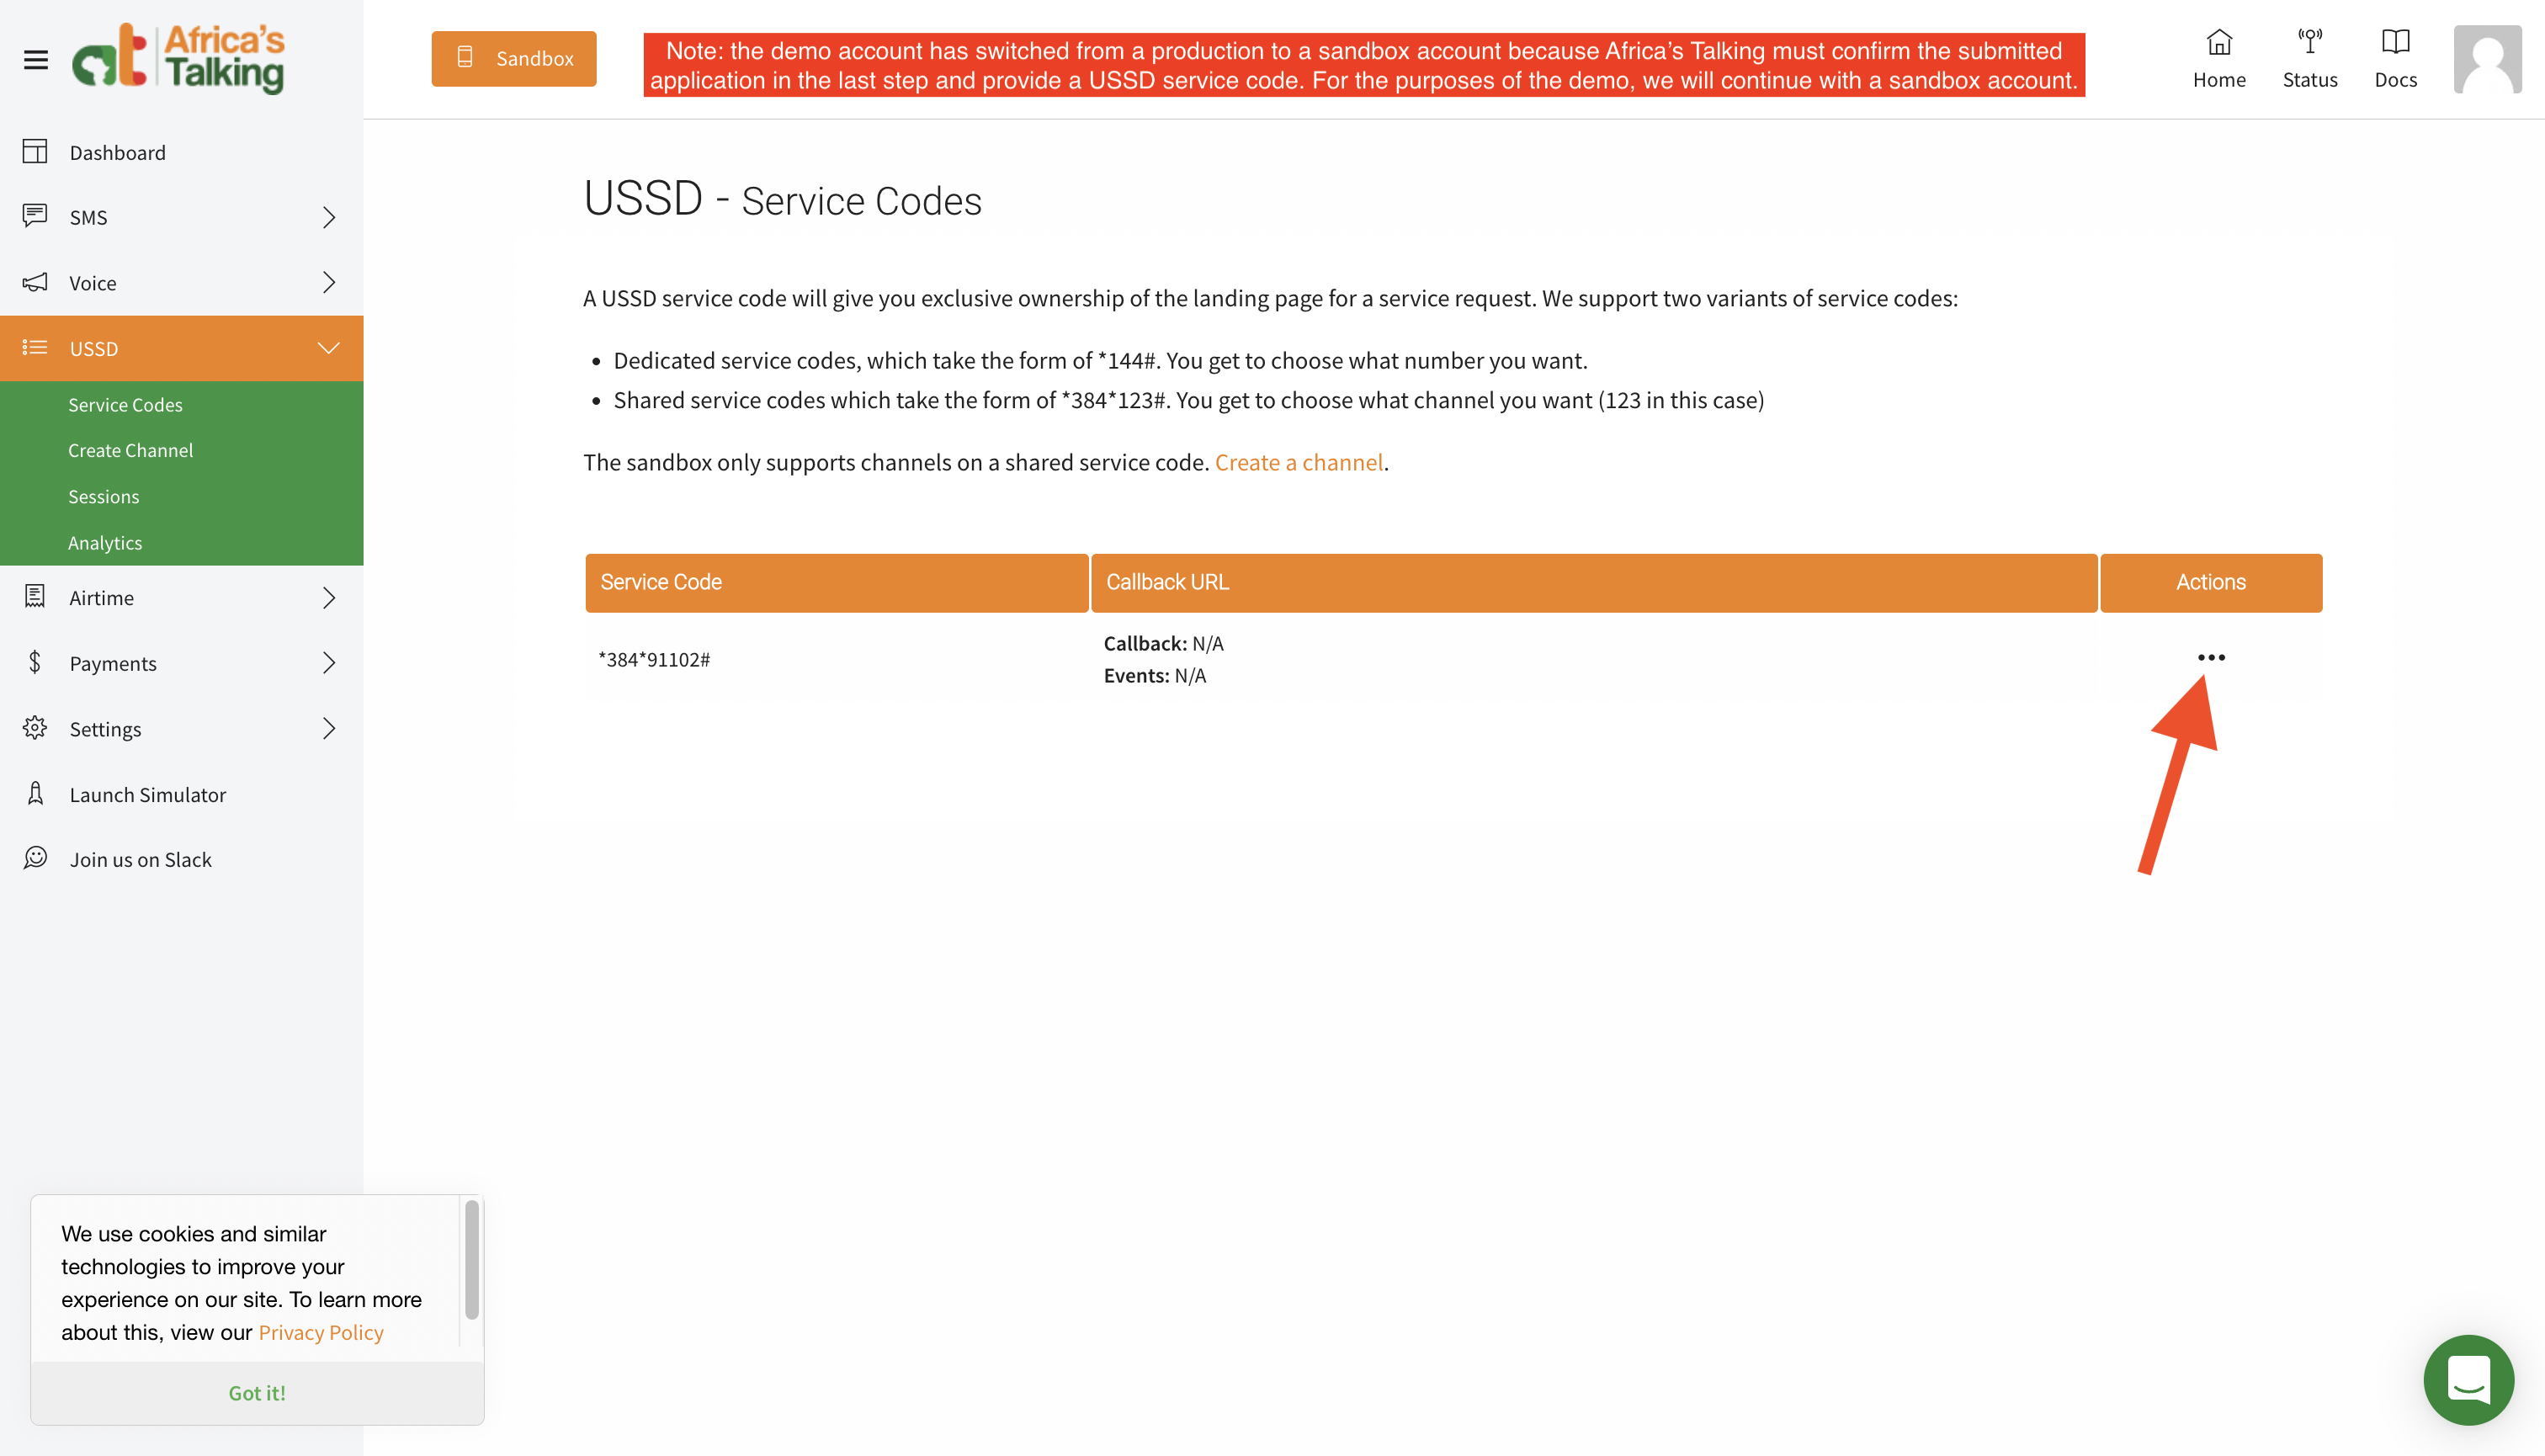 Africa's
Talking
Sandbox
Note: the demo account has switched from a production to a sandbox account because Africa's Talking must confirm the submitted
application in the last step and provide a USSD service code. For the purposes of the demo, we will continue with a sandbox account.
Home
Status
Docs
Dashboard
SMS
Voice
USSD
Service Codes
Create Channel
Sessions
Analytics
Airtime
Payments
Settings
Launch Simulator
Join us on Slack
USSD - Service Codes
A USSD service code will give you exclusive ownership of the landing page for a service request. We support two variants of service codes:
• Dedicated service codes, which take the form of *144#. You get to choose what number you want.
• Shared service codes which take the form of *384*123#. You get to choose what channel you want (123 in this case)
The sandbox only supports channels on a shared service code. Create a channel.
Service Code
Callback URL
Actions
*384*91102#
Callback: N/A
Events: N/A
We use cookies and similar
technologies to improve your
experience on our site. To learn more
about this, view our Privacy Policy
Got it!